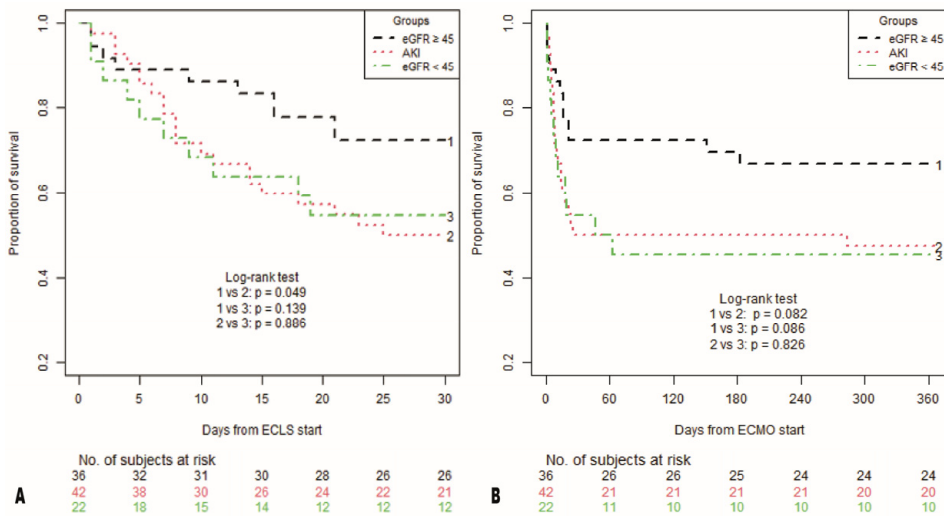 Groups
eGFR ≥ 45
AKI
eGFR < 45
Proportion of survival
1.0
0.8
0.6
0.4
0.2
1
3
2
Log-rank test
1 vs 2: p = 0.049
1 vs 3: p = 0.139
2 vs 3: p = 0.886
0 5 10 15 20 25 30
Days from ECLS start
No. of subjects at risk
36 32 31 30 28 26 26
42 38 30 26 24 22 21
22 18 15 14 12 12 12
A
Groups
eGFR ≥ 45
AKI
eGFR < 45
Proportion of survival
1.0
0.8
0.6
0.4
0.2
1
2
3
Log-rank test
1 vs 2: p = 0.082
1 vs 3: p = 0.086
2 vs 3: p = 0.826
0 60 120 180 240 300 360
Days from ECMO start
No. of subjects at risk
36 26 26 25 24 24 24
42 21 21 21 21 20 20
22 11 10 10 10 10 10
B